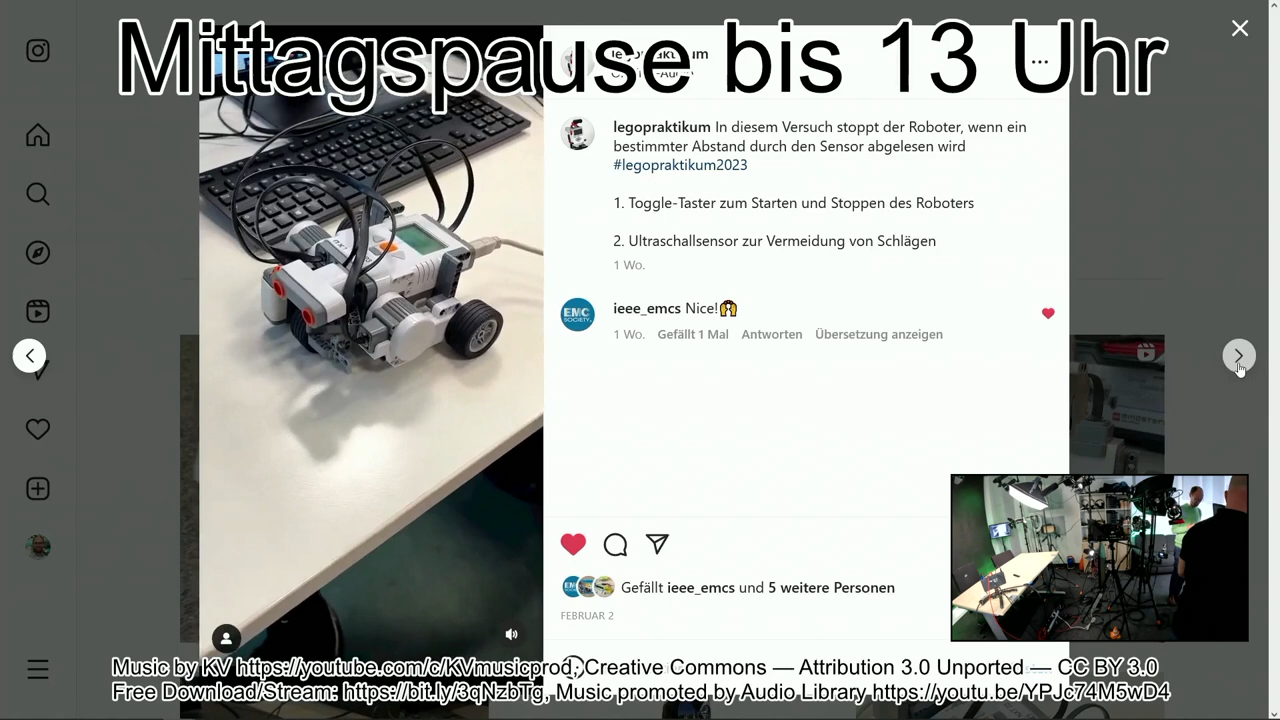 Mittagspause bis 13 Uhr
legopraktikum
legopraktikum In diesem Versuch stoppt der Roboter, wenn ein
bestimmter Abstand durch den Sensor abgelesen wird
#legopraktikum2023
1. Toggle-Taster zum Starten und Stoppen des Roboters
2. Ultraschallsensor zur Vermeidung von Schlägen
1 Wo.
EMC
SOCIETY
ieee_emcs Nice!
1 Wo. Gefällt 1 Mal Antworten Übersetzung anzeigen
Gefällt ieee_emcs und 5 weitere Personen
FEBRUAR 2
Music by KV https://youtube.com/c/KVmusicprod; Creative Commons — Attribution 3.0 Unported — CC BY 3.0
Free Download/Stream: https://bit.ly/3qNzbTg, Music promoted by Audio Library https://youtu.be/YPJc74M5wD4